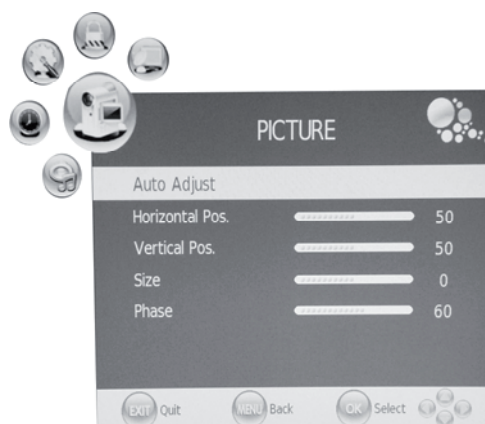 PICTURE
Auto Adjust
Horizontal Pos. 50
Vertical Pos. 50
Size 0
Phase 60
EXIT Quit MENU Back OK Select